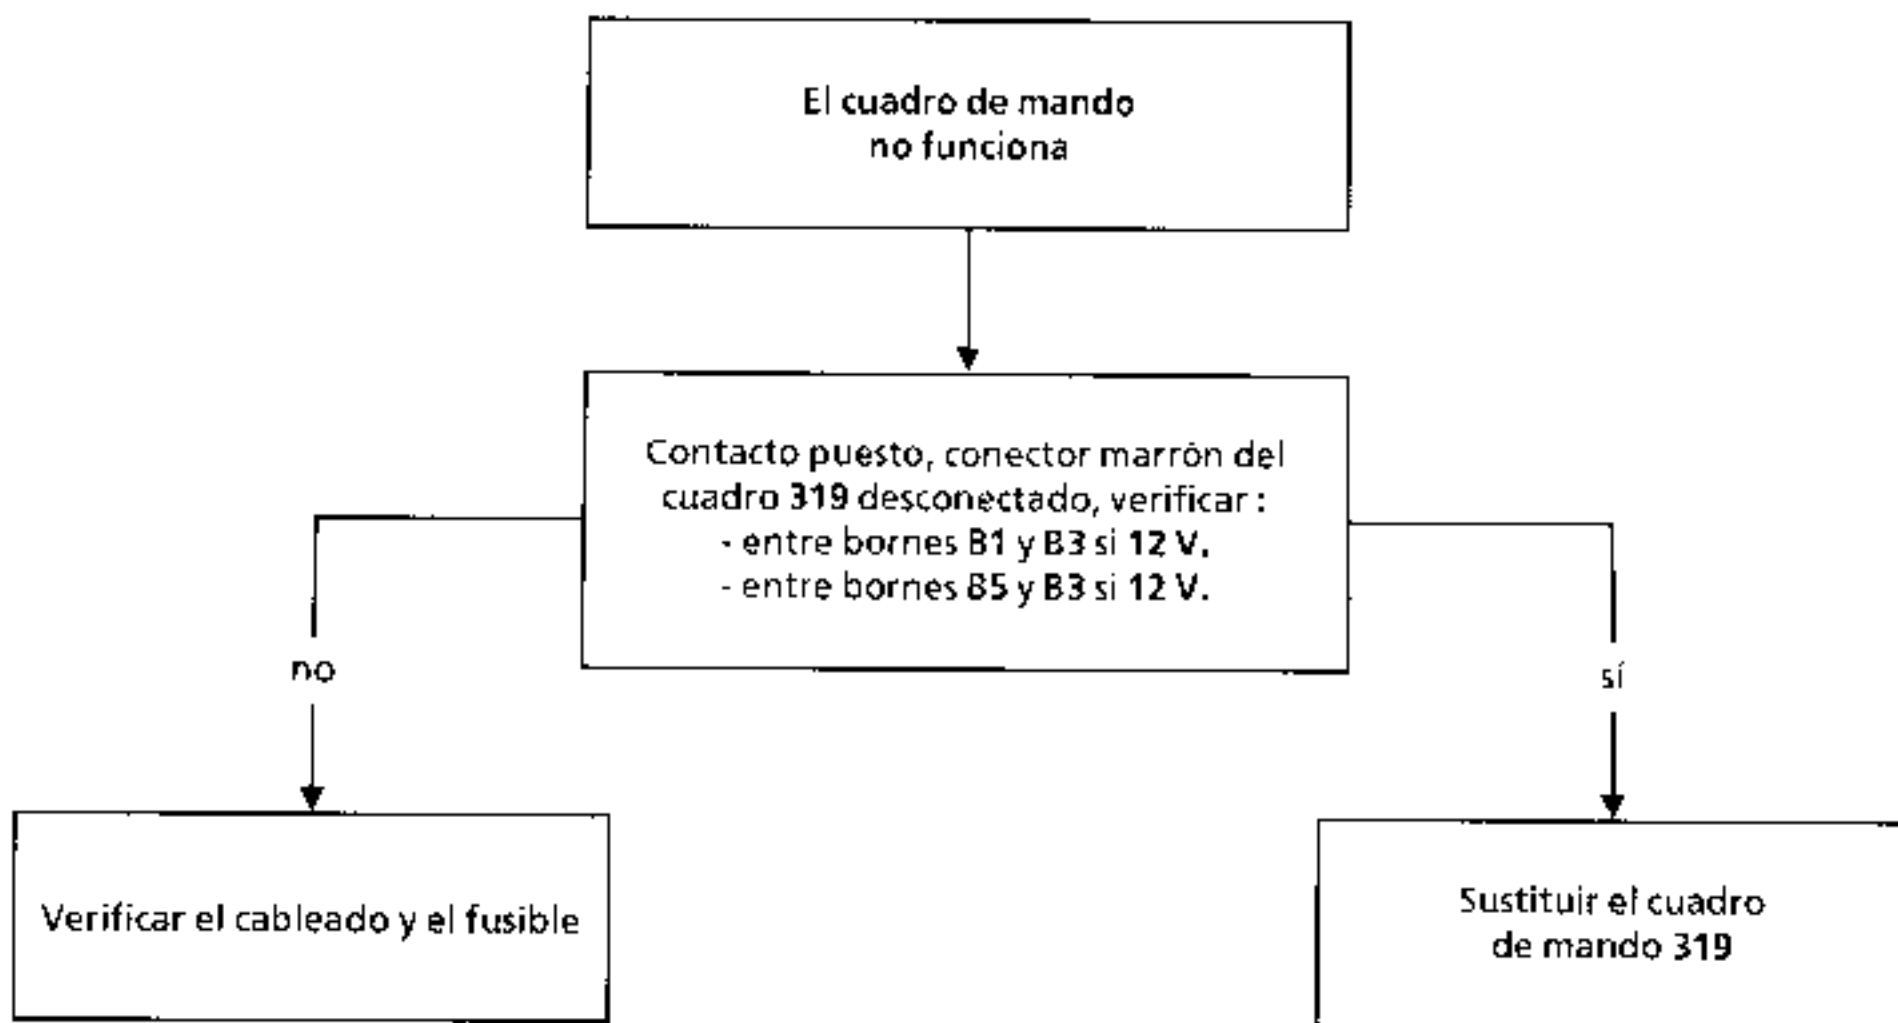 El cuadro de mando
no funciona
Contacto puesto, conector marrón del
cuadro 319 desconectado, verificar :
- entre bornes B1 y B3 si 12 V.
- entre bornes B5 y B3 si 12 V.
no
sí
Verificar el cableado y el fusible
Sustituir el cuadro
de mando 319